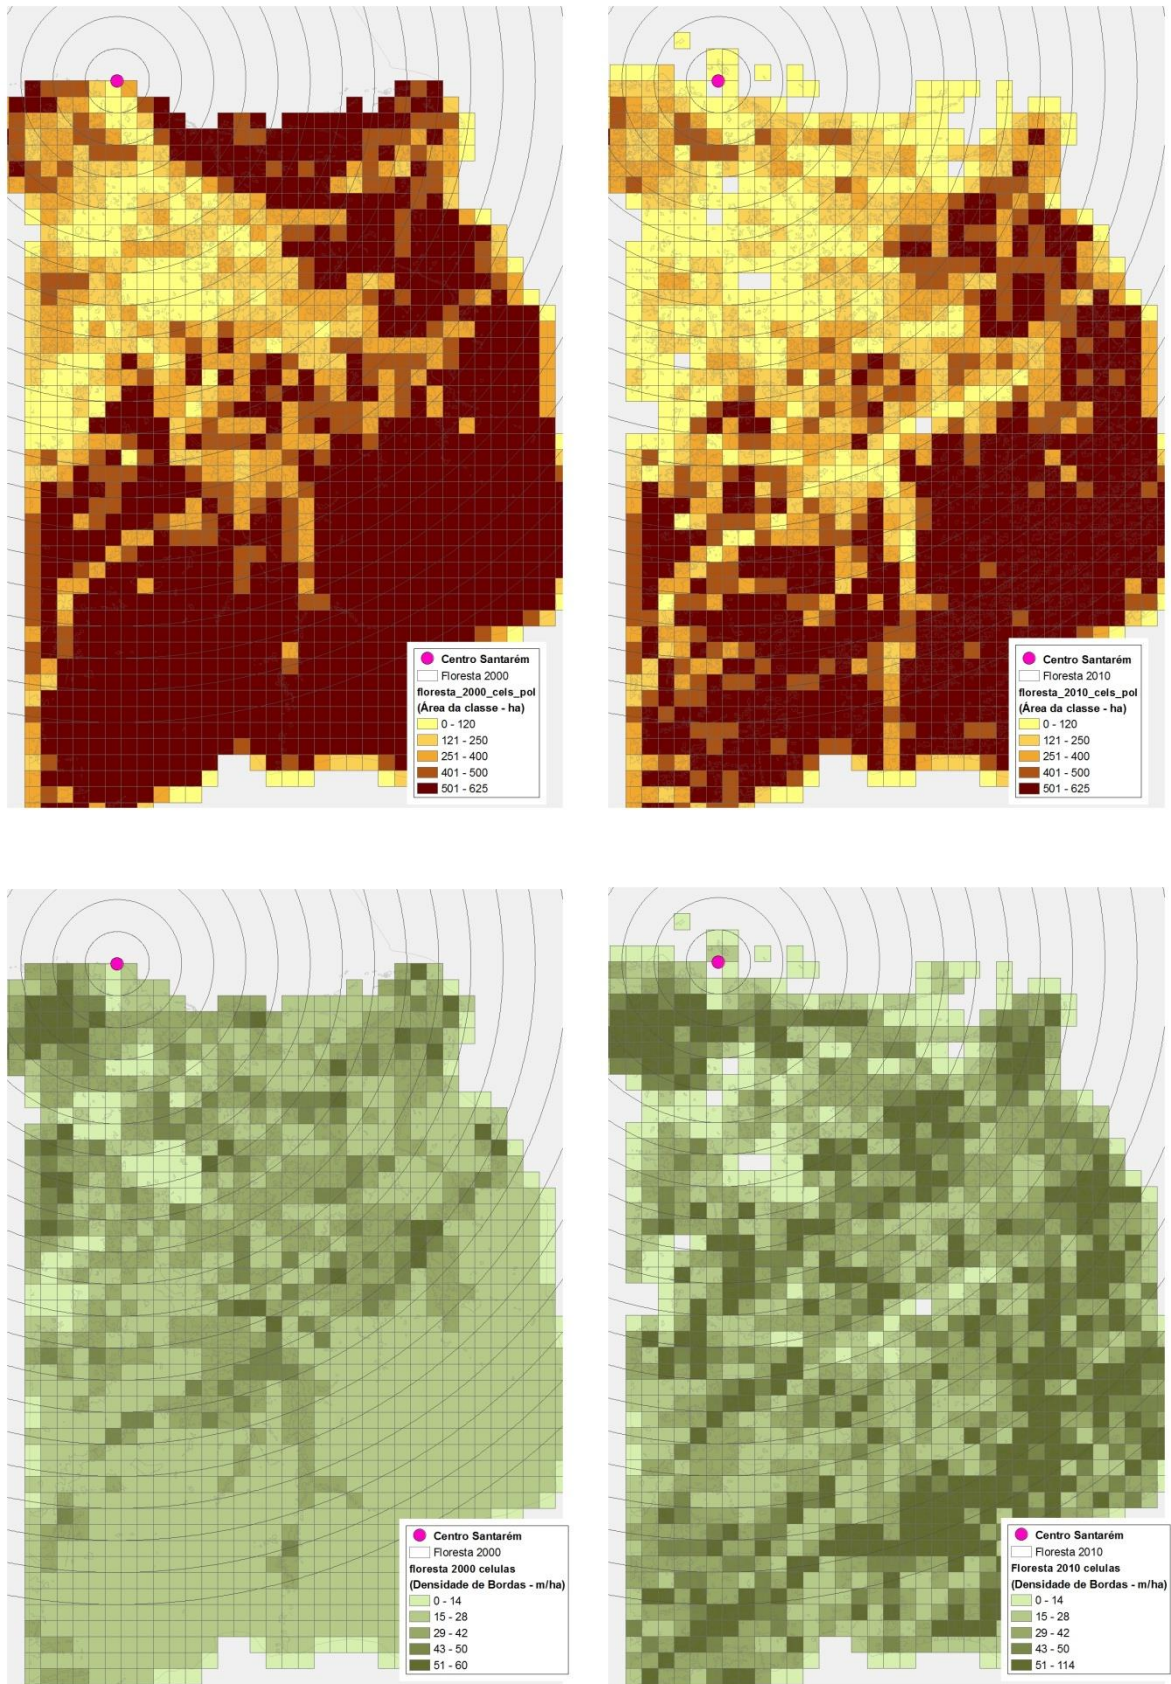 Centro Santarém
Floresta 2000
floresta_2000_cels_pol
(Área da classe - ha)
0 - 120
121 - 250
251 - 400
401 - 500
501 - 625
Centro Santarém
Floresta 2010
floresta_2010_cels_pol
(Área da classe - ha)
0 - 120
121 - 250
251 - 400
401 - 500
501 - 625
Centro Santarém
Floresta 2000
floresta 2000 celulas
(Densidade de Bordas - m/ha)
0 - 14
15 - 28
29 - 42
43 - 50
51 - 60
Centro Santarém
Floresta 2010
Floresta 2010 celulas
(Densidade de Bordas - m/ha)
0 - 14
15 - 28
29 - 42
43 - 50
51 - 114